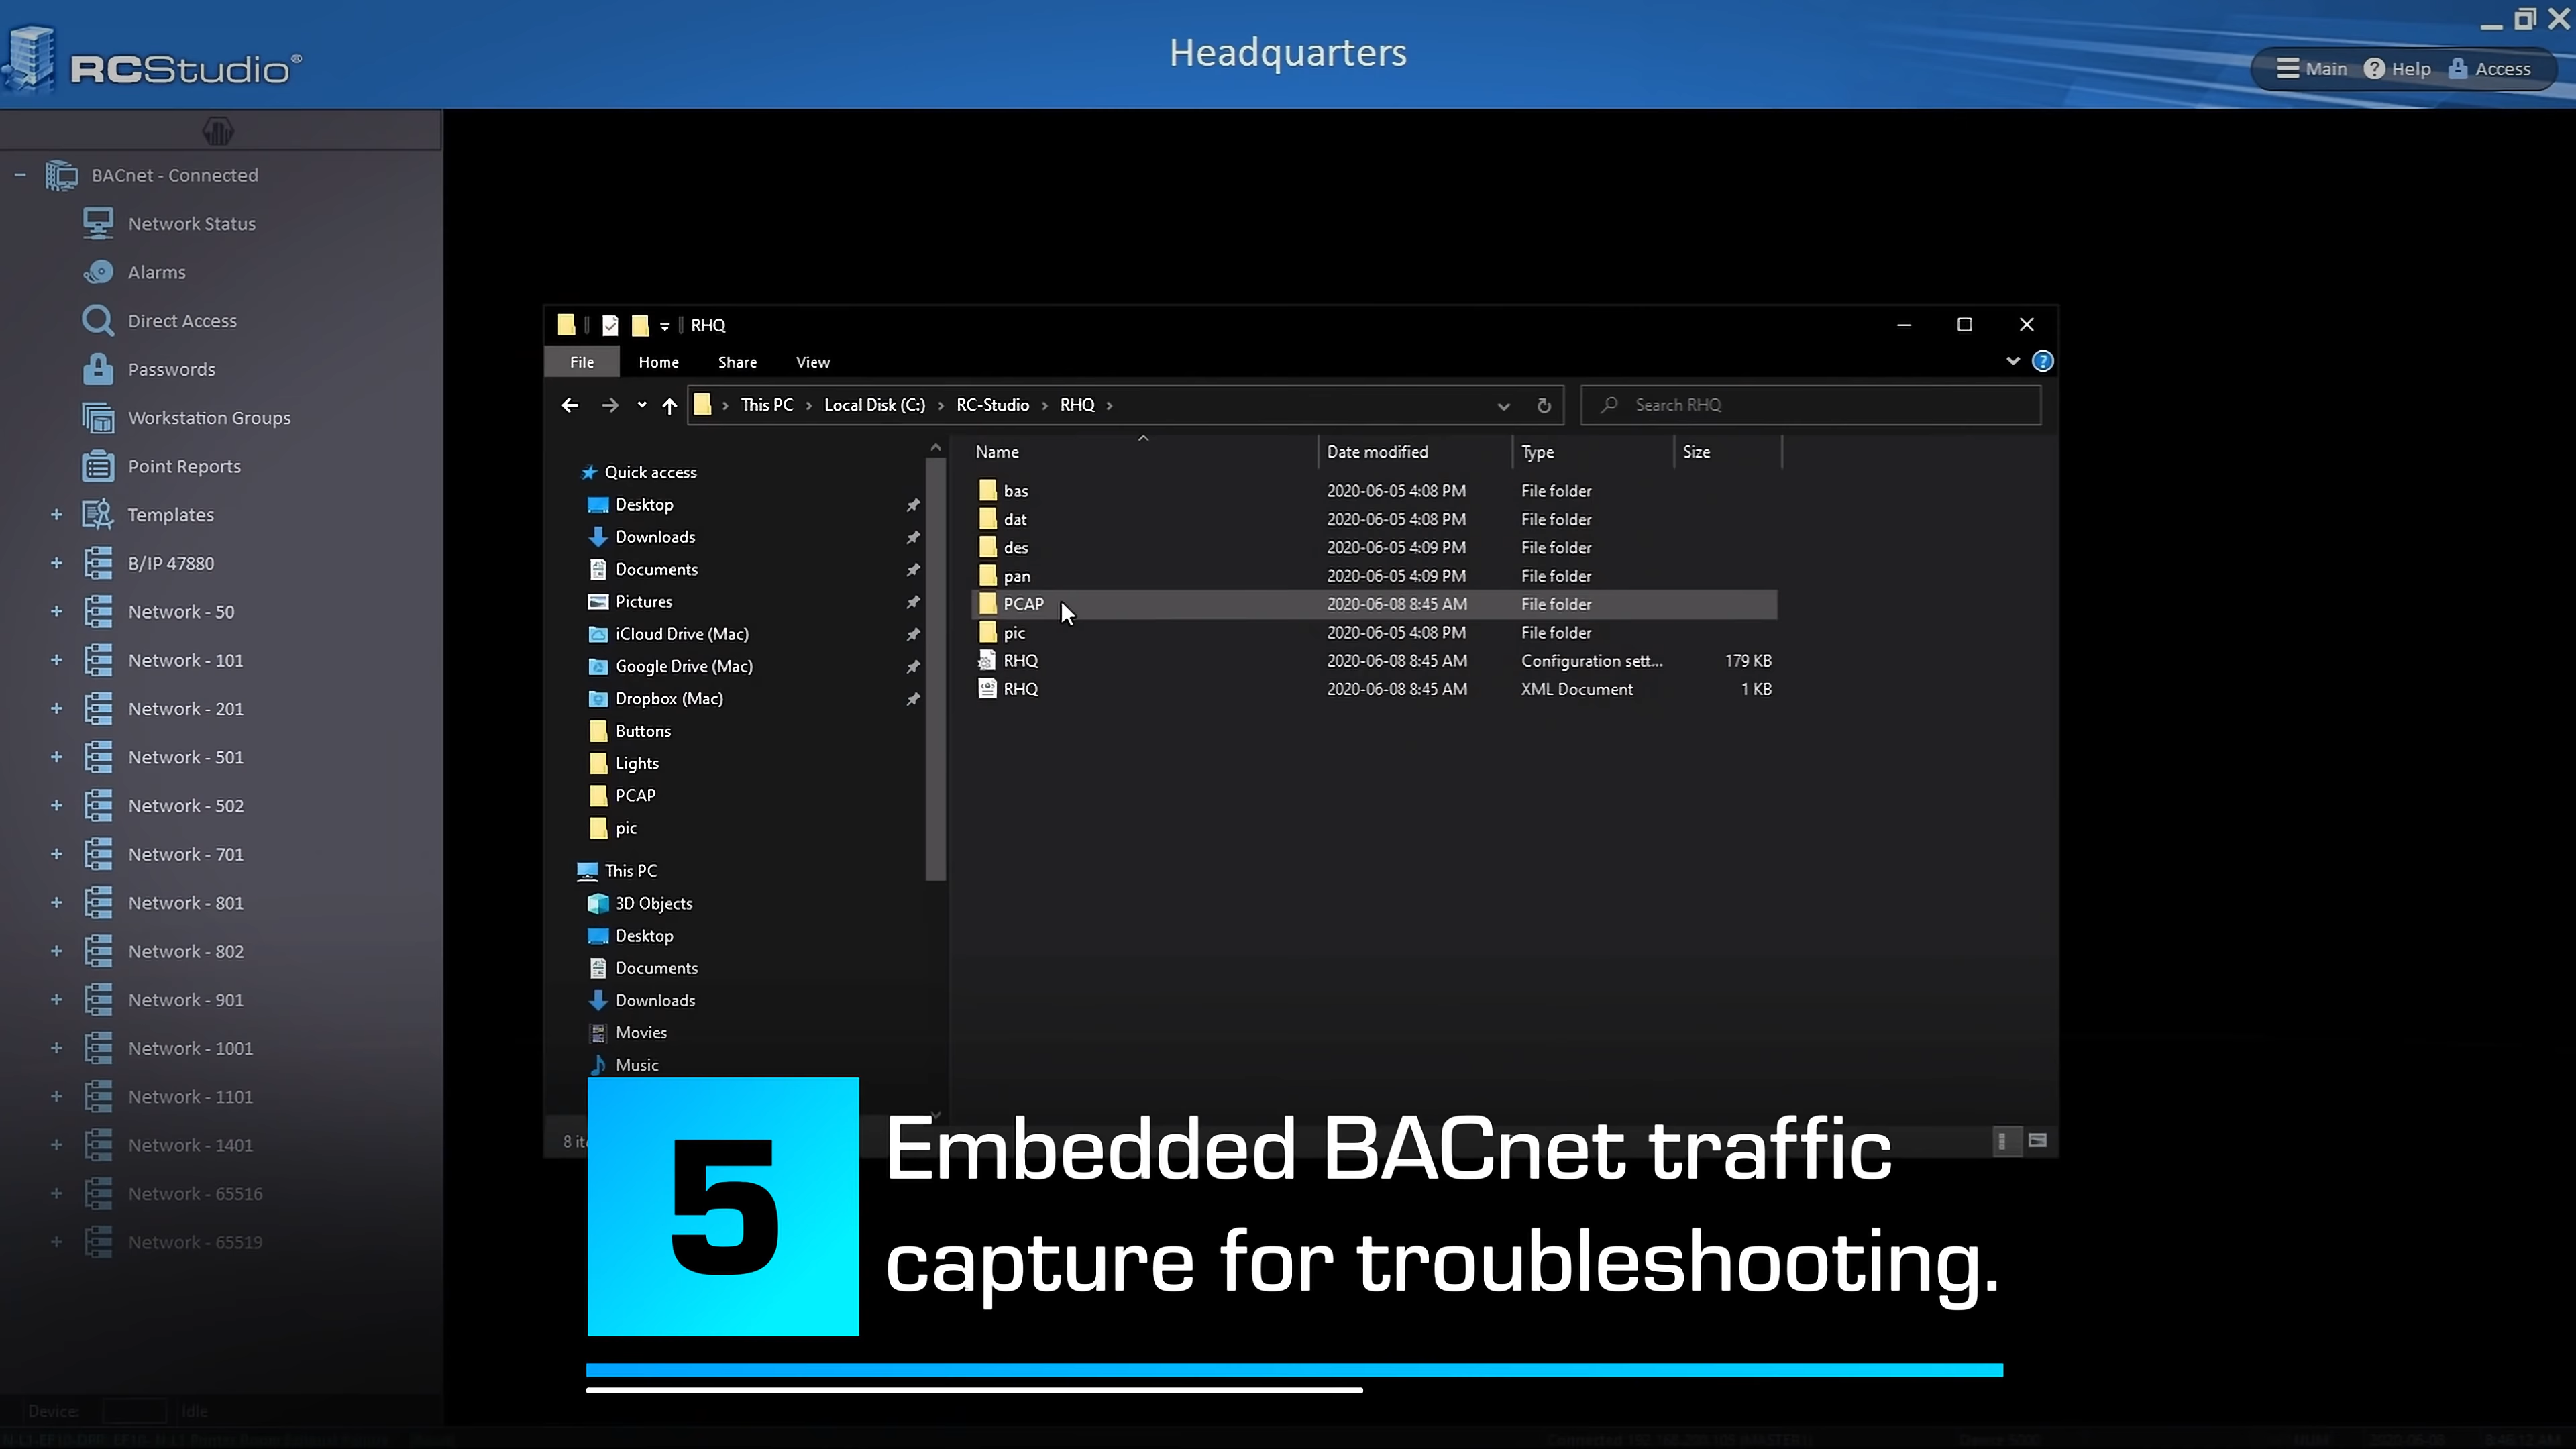 RCStudio®
Headquarters
Main Help Access
BACnet - Connected
Network Status
Alarms
Direct Access
Passwords
Workstation Groups
Point Reports
Templates
B/IP 47880
Network - 50
Network - 101
Network - 201
Network - 501
Network - 502
Network - 701
Network - 801
Network - 802
Network - 901
Network - 1001
Network - 1101
Network - 1401
Network - 65516
Network - 65519
Device: Idle
RHQ
File Home Share View
This PC › Local Disk (C:) › RC-Studio › RHQ ›
Search RHQ
Quick access
Desktop
Downloads
Documents
Pictures
iCloud Drive (Mac)
Google Drive (Mac)
Dropbox (Mac)
Buttons
Lights
PCAP
pic
This PC
3D Objects
Desktop
Documents
Downloads
Movies
Music
Name Date modified Type Size
bas 2020-06-05 4:08 PM File folder
dat 2020-06-05 4:08 PM File folder
des 2020-06-05 4:09 PM File folder
pan 2020-06-05 4:09 PM File folder
PCAP 2020-06-08 8:45 AM File folder
pic 2020-06-05 4:08 PM File folder
RHQ 2020-06-08 8:45 AM Configuration sett... 179 KB
RHQ 2020-06-08 8:45 AM XML Document 1 KB
8
5
Embedded BACnet traffic
capture for troubleshooting.